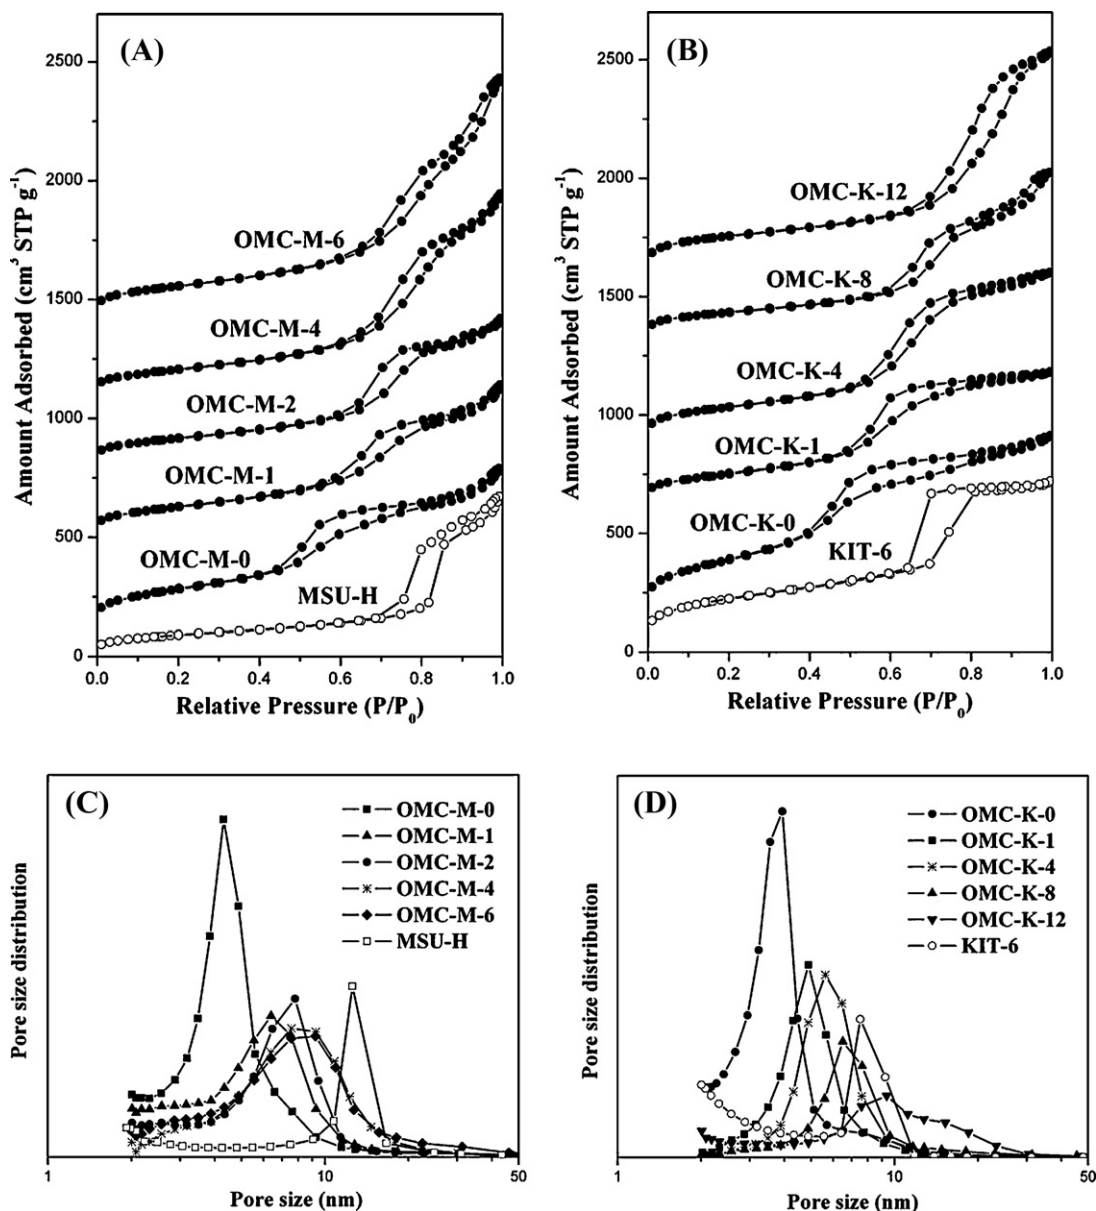 (A)
2500
2000
1500
1000
500
0
Amount Adsorbed (cm³ STP g⁻¹)
OMC-M-6
OMC-M-4
OMC-M-2
OMC-M-1
OMC-M-0
MSU-H
0.0 0.2 0.4 0.6 0.8 1.0
Relative Pressure (P/P₀)
(B)
2500
2000
1500
1000
500
0
Amount Adsorbed (cm³ STP g⁻¹)
OMC-K-12
OMC-K-8
OMC-K-4
OMC-K-1
OMC-K-0
KIT-6
0.0 0.2 0.4 0.6 0.8 1.0
Relative Pressure (P/P₀)
(C)
OMC-M-0
OMC-M-1
OMC-M-2
OMC-M-4
OMC-M-6
MSU-H
Pore size distribution
1 10 50
Pore size (nm)
(D)
OMC-K-0
OMC-K-1
OMC-K-4
OMC-K-8
OMC-K-12
KIT-6
Pore size distribution
1 10 50
Pore size (nm)